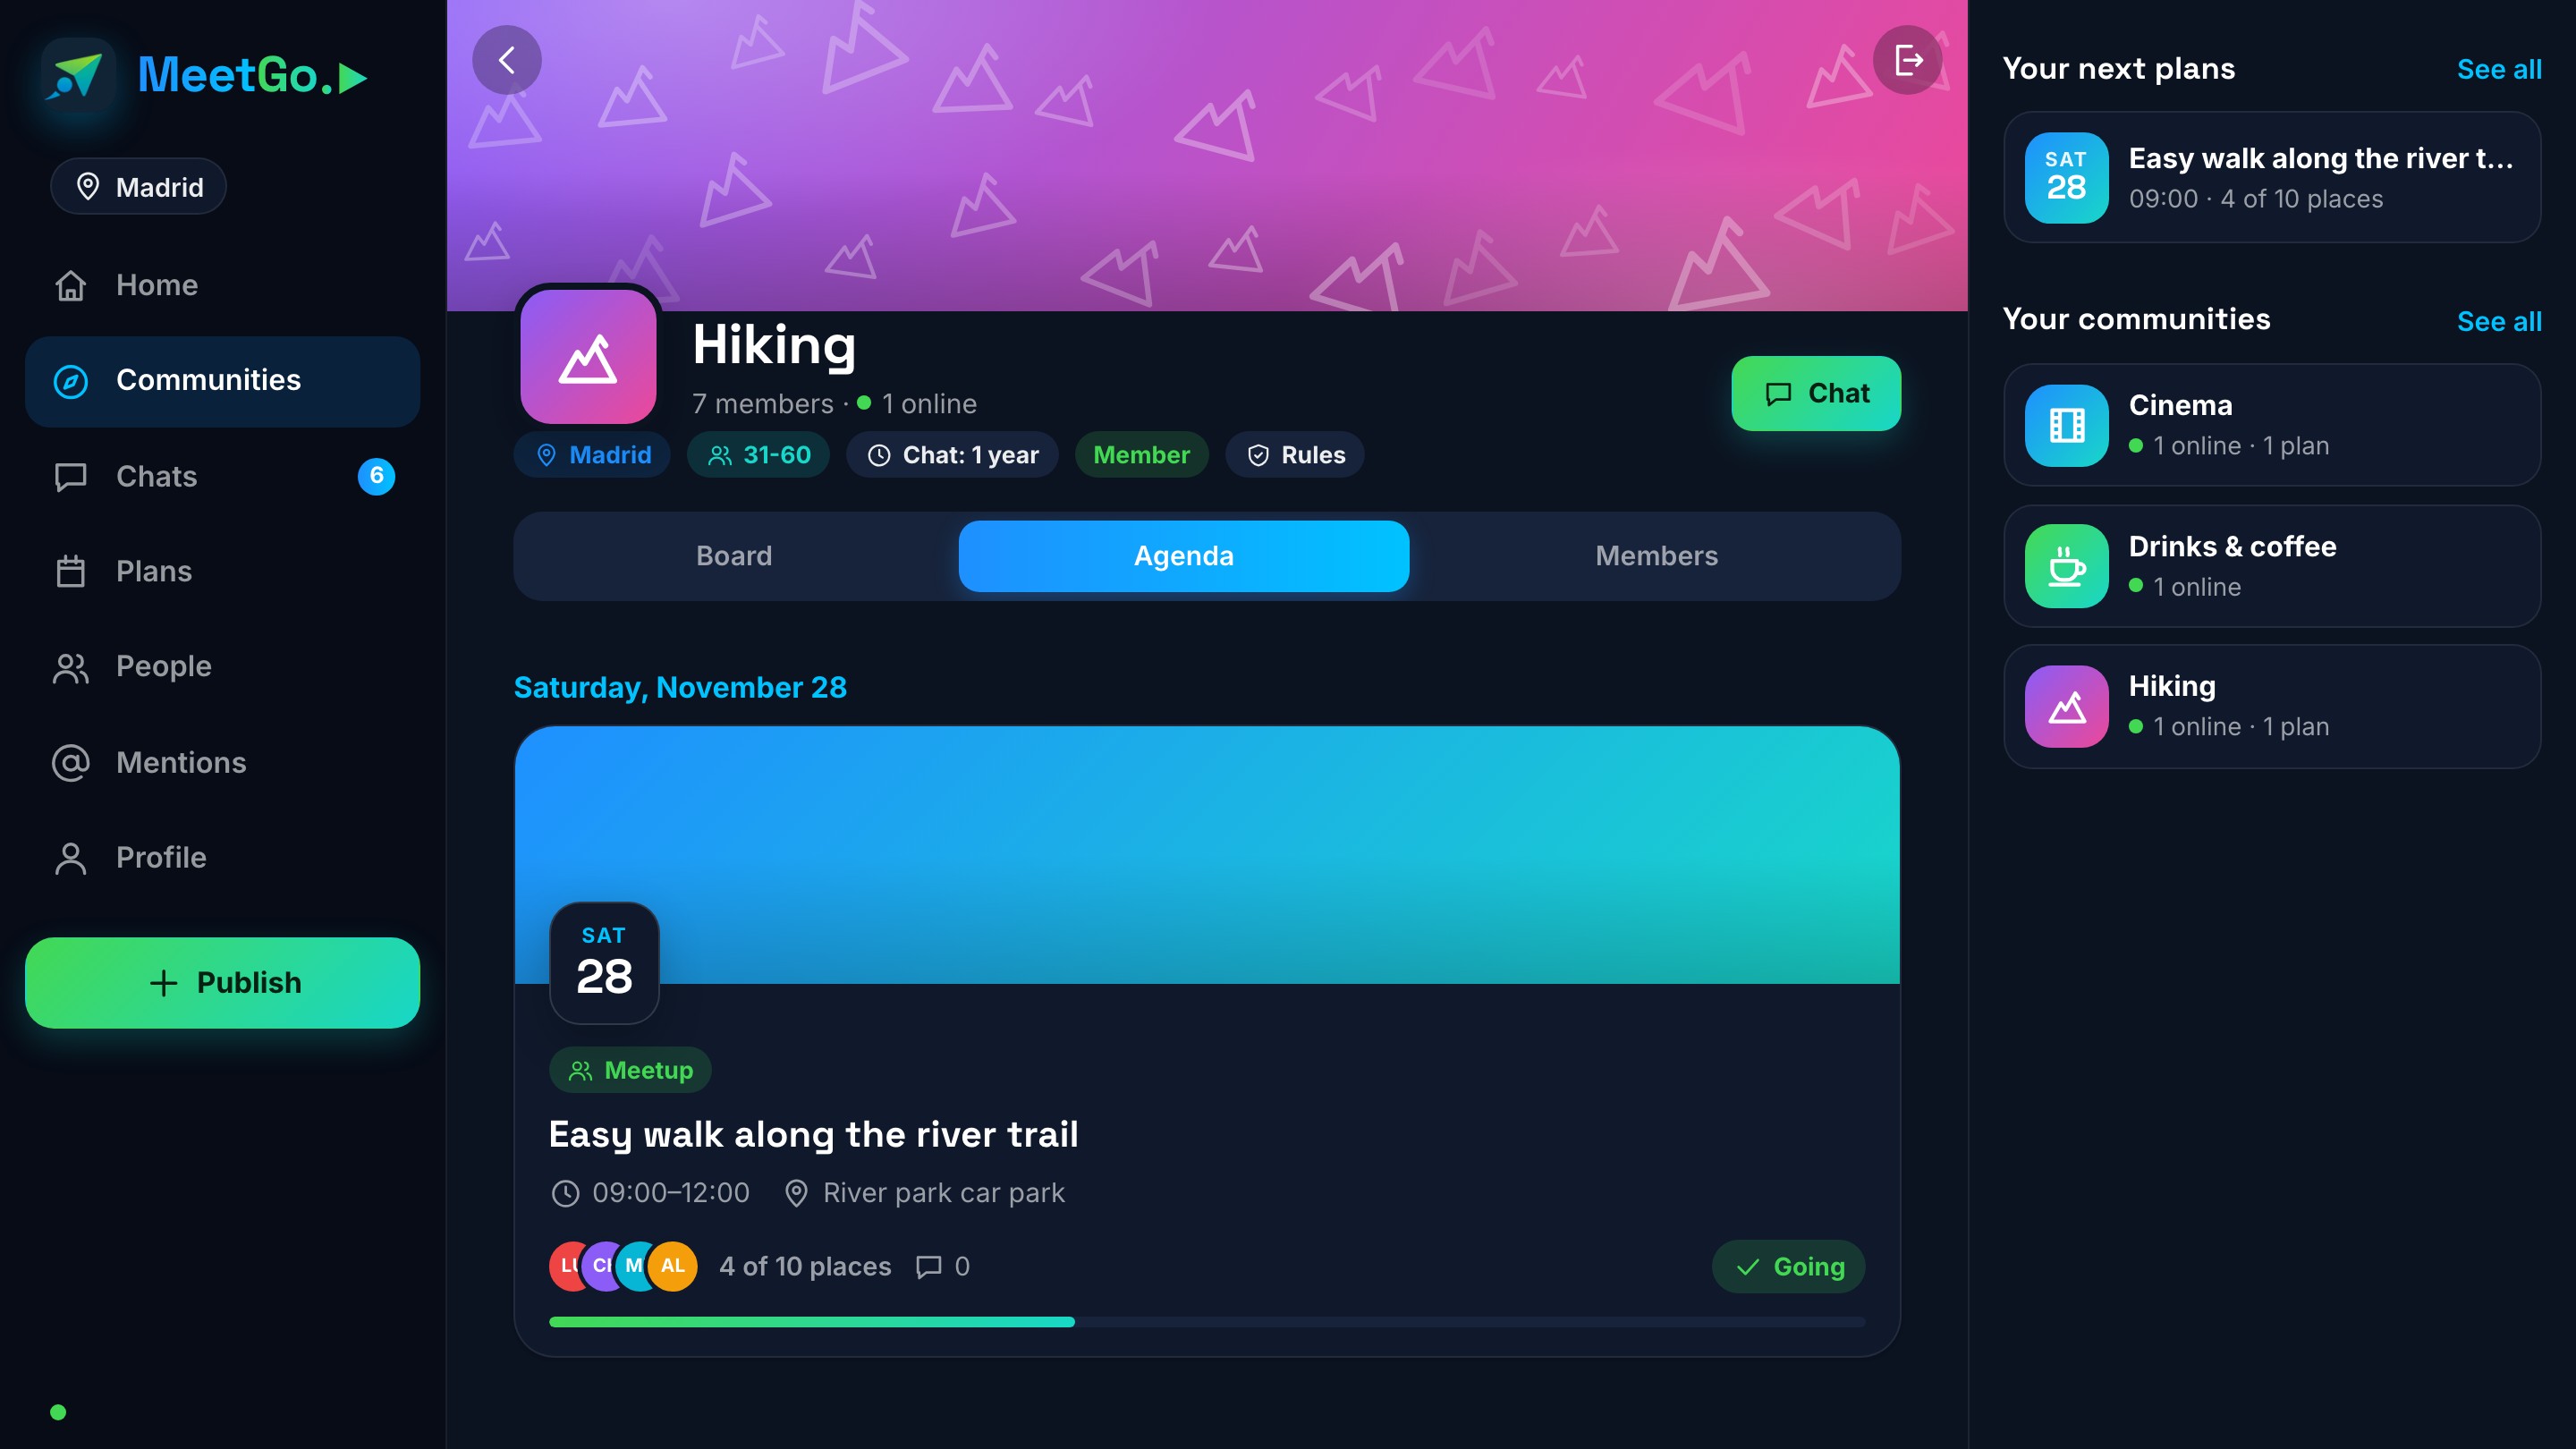 MeetGo.
Madrid
Home
Communities
Chats
6
Plans
People
Mentions
Profile
Publish
Hiking
7 members · 1 online
Chat
Madrid
31-60
Chat: 1 year
Member
Rules
Board
Agenda
Members
Saturday, November 28
SAT
28
Meetup
Easy walk along the river trail
09:00–12:00
River park car park
AL
4 of 10 places
0
Going
Your next plans
See all
SAT
28
Easy walk along the river t...
09:00 · 4 of 10 places
Your communities
See all
Cinema
1 online · 1 plan
Drinks & coffee
1 online
Hiking
1 online · 1 plan